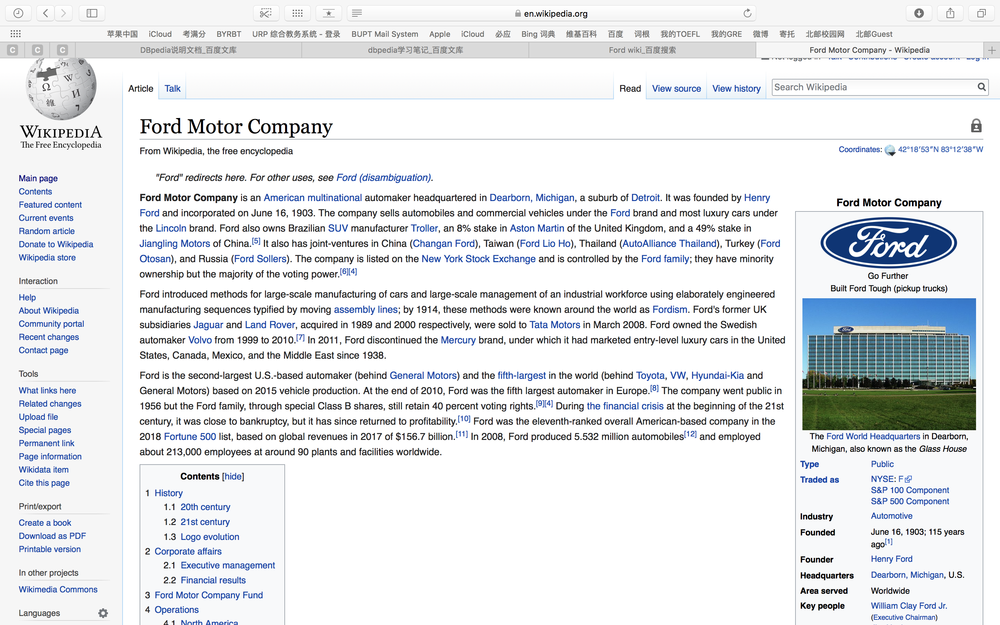 en.wikipedia.org
苹果中国 iCloud 考满分 BYRBT URP 综合教务系统 - 登录 BUPT Mail System Apple iCloud 必应 Bing 词典 维基百科 百度 词根 我的TOEFL 我的GRE 微博 寄托 北邮校园网 北邮Guest
C C C DBpedia说明文档_百度文库 dbpedia学习笔记_百度文库 Ford wiki_百度搜索 Ford Motor Company - Wikipedia
Not logged in Talk Contributions Create account Log in
Article Talk Read View source View history Search Wikipedia
WIKIPEDIA
The Free Encyclopedia
Main page
Contents
Featured content
Current events
Random article
Donate to Wikipedia
Wikipedia store
Interaction
Help
About Wikipedia
Community portal
Recent changes
Contact page
Tools
What links here
Related changes
Upload file
Special pages
Permanent link
Page information
Wikidata item
Cite this page
Print/export
Create a book
Download as PDF
Printable version
In other projects
Wikimedia Commons
Languages
Ford Motor Company
From Wikipedia, the free encyclopedia
Coordinates: 42°18′53″N 83°12′38″W
"Ford" redirects here. For other uses, see Ford (disambiguation).
Ford Motor Company is an American multinational automaker headquartered in Dearborn, Michigan, a suburb of Detroit. It was founded by Henry
Ford and incorporated on June 16, 1903. The company sells automobiles and commercial vehicles under the Ford brand and most luxury cars under
the Lincoln brand. Ford also owns Brazilian SUV manufacturer Troller, an 8% stake in Aston Martin of the United Kingdom, and a 49% stake in
Jiangling Motors of China.[5] It also has joint-ventures in China (Changan Ford), Taiwan (Ford Lio Ho), Thailand (AutoAlliance Thailand), Turkey (Ford
Otosan), and Russia (Ford Sollers). The company is listed on the New York Stock Exchange and is controlled by the Ford family; they have minority
ownership but the majority of the voting power.[6][4]
Ford introduced methods for large-scale manufacturing of cars and large-scale management of an industrial workforce using elaborately engineered
manufacturing sequences typified by moving assembly lines; by 1914, these methods were known around the world as Fordism. Ford's former UK
subsidiaries Jaguar and Land Rover, acquired in 1989 and 2000 respectively, were sold to Tata Motors in March 2008. Ford owned the Swedish
automaker Volvo from 1999 to 2010.[7] In 2011, Ford discontinued the Mercury brand, under which it had marketed entry-level luxury cars in the United
States, Canada, Mexico, and the Middle East since 1938.
Ford is the second-largest U.S.-based automaker (behind General Motors) and the fifth-largest in the world (behind Toyota, VW, Hyundai-Kia and
General Motors) based on 2015 vehicle production. At the end of 2010, Ford was the fifth largest automaker in Europe.[8] The company went public in
1956 but the Ford family, through special Class B shares, still retain 40 percent voting rights.[9][4] During the financial crisis at the beginning of the 21st
century, it was close to bankruptcy, but it has since returned to profitability.[10] Ford was the eleventh-ranked overall American-based company in the
2018 Fortune 500 list, based on global revenues in 2017 of $156.7 billion.[11] In 2008, Ford produced 5.532 million automobiles[12] and employed
about 213,000 employees at around 90 plants and facilities worldwide.
Contents [hide]
1 History
1.1 20th century
1.2 21st century
1.3 Logo evolution
2 Corporate affairs
2.1 Executive management
2.2 Financial results
3 Ford Motor Company Fund
4 Operations
4.1 North America
Ford Motor Company
Ford
Go Further
Built Ford Tough (pickup trucks)
Ford
The Ford World Headquarters in Dearborn,
Michigan, also known as the Glass House
Type Public
Traded as NYSE: F
S&P 100 Component
S&P 500 Component
Industry Automotive
Founded June 16, 1903; 115 years
ago[1]
Founder Henry Ford
Headquarters Dearborn, Michigan, U.S.
Area served Worldwide
Key people William Clay Ford Jr.
(Executive Chairman)